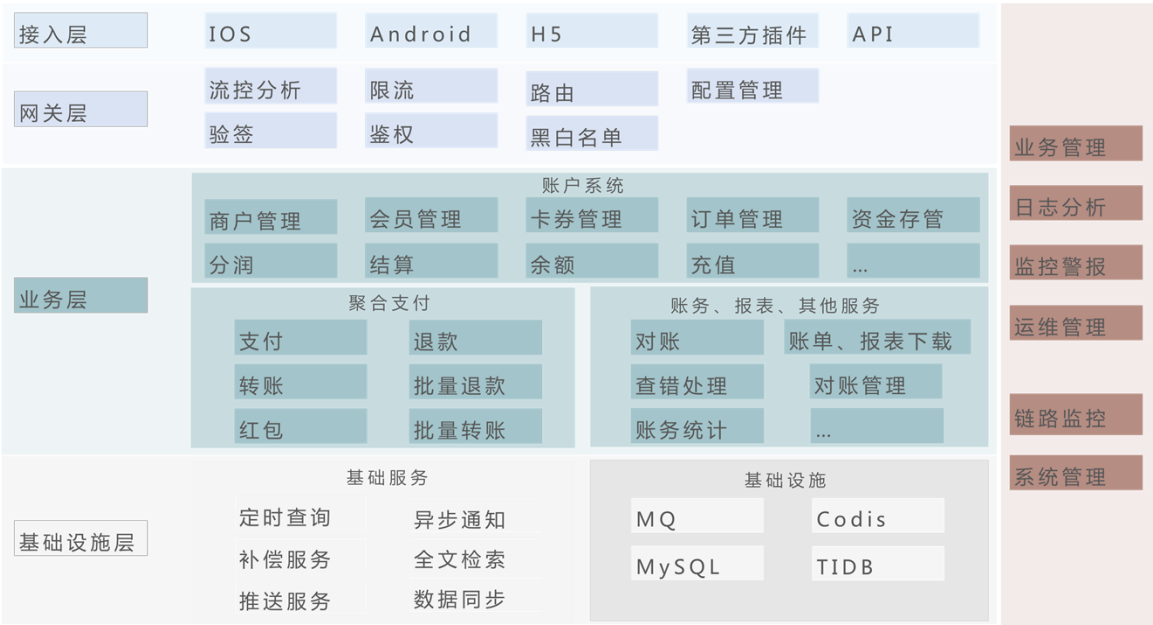 接入层
IOS
Android
H5
第三方插件
API
网关层
流控分析
限流
路由
配置管理
验签
鉴权
黑白名单
业务层
账户系统
商户管理
会员管理
卡券管理
订单管理
资金存管
分润
结算
余额
充值
...
聚合支付
支付
退款
转账
批量退款
红包
批量转账
账务、报表、其他服务
对账
账单、报表下载
查错处理
对账管理
账务统计
...
基础设施层
基础服务
定时查询
异步通知
补偿服务
全文检索
推送服务
数据同步
基础设施
MQ
Codis
MySQL
TIDB
业务管理
日志分析
监控警报
运维管理
链路监控
系统管理